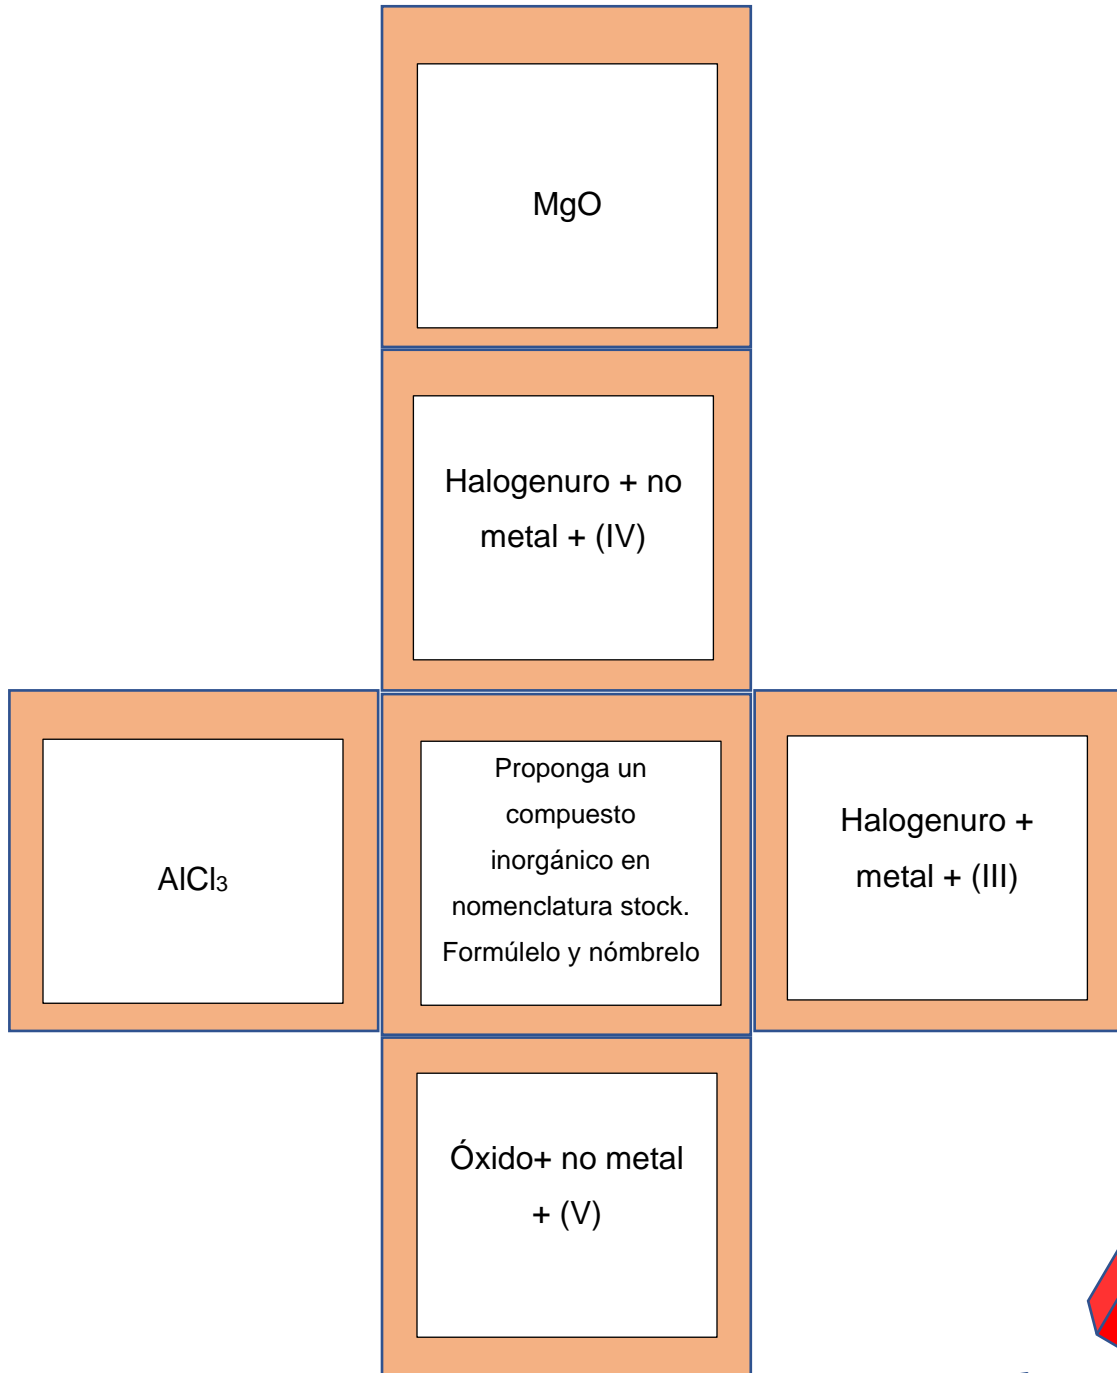 MgO
Halogenuro + no
metal + (IV)
AlCl₃
Proponga un
compuesto
inorgánico en
nomenclatura stock.
Formúlelo y nómbrelo
Halogenuro +
metal + (III)
Óxido+ no metal
+ (V)